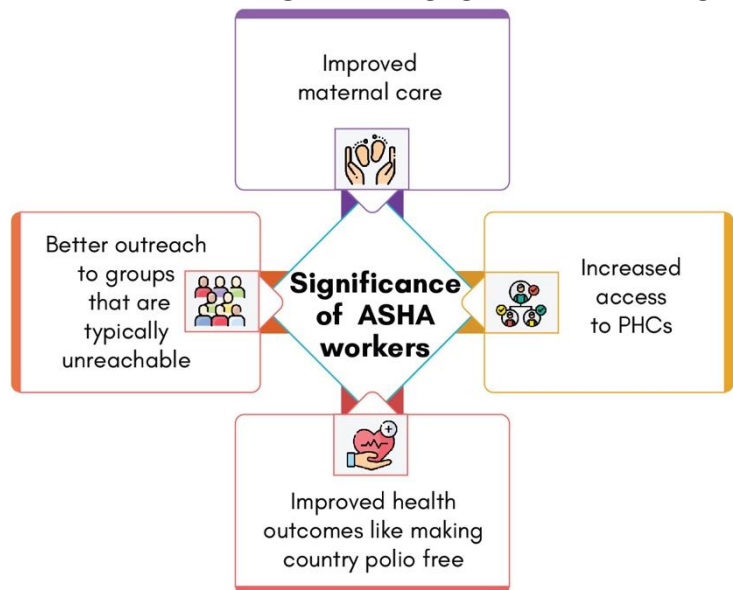 Improved
maternal care
Better outreach
to groups
that are
typically
unreachable
Significance
of ASHA
workers
Increased
access
to PHCs
Improved health
outcomes like making
country polio free